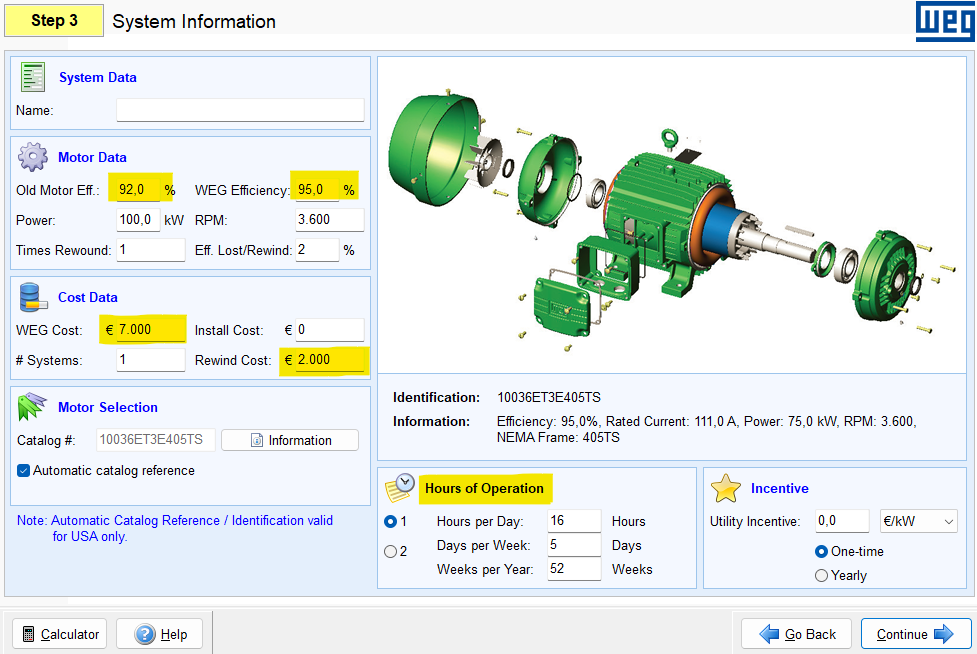 Step 3 System Information
WEG
System Data
Name:
Motor Data
Old Motor Eff.: 92,0 % WEG Efficiency: 95,0 %
Power: 100,0 kW RPM: 3.600
Times Rewound: 1 Eff. Lost/Rewind: 2 %
Cost Data
WEG Cost: € 7.000 Install Cost: € 0
# Systems: 1 Rewind Cost: € 2.000
Motor Selection
Catalog #: 10036ET3E405TS Information
Automatic catalog reference
Note: Automatic Catalog Reference / Identification valid
for USA only.
Identification: 10036ET3E405TS
Information: Efficiency: 95,0%, Rated Current: 111,0 A, Power: 75,0 kW, RPM: 3.600,
NEMA Frame: 405TS
Hours of Operation
1 Hours per Day: 16 Hours
Days per Week: 5 Days
2
Weeks per Year: 52 Weeks
Incentive
Utility Incentive: 0,0 €/kW
One-time
Yearly
Calculator Help Go Back Continue